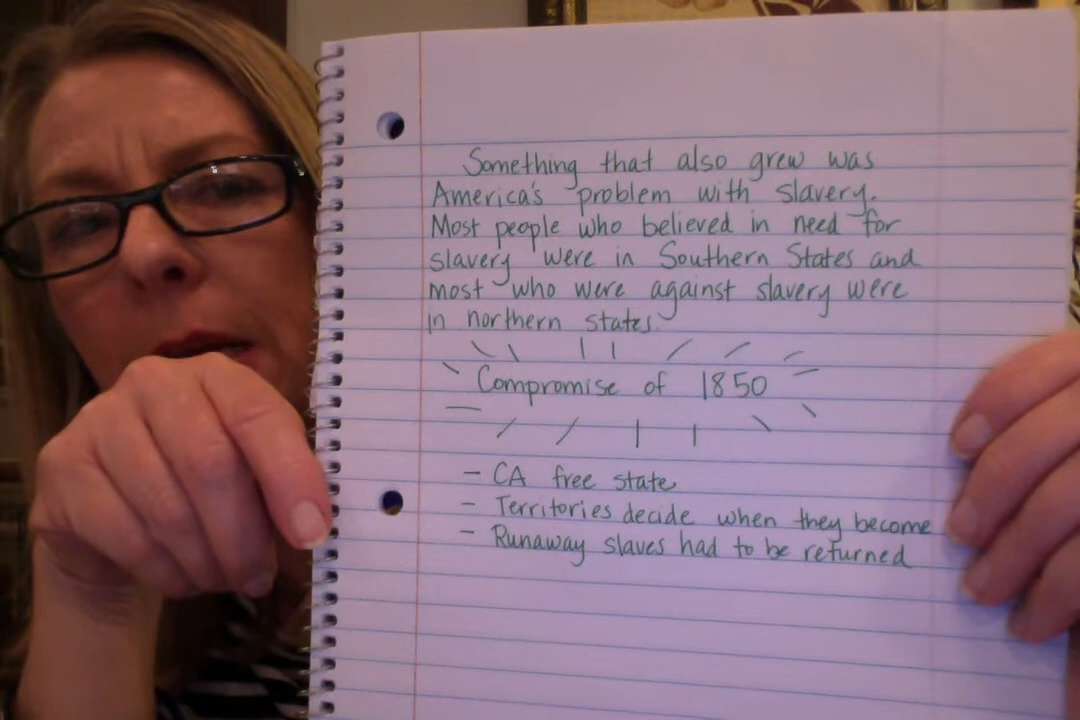 Something that also grew was
America's problem with slavery.
Most people who believed in need for
slavery were in Southern States and
most who were against slavery were
in northern states.
Compromise of 1850
- CA free state
- Territories decide when they become
- Runaway slaves had to be returned